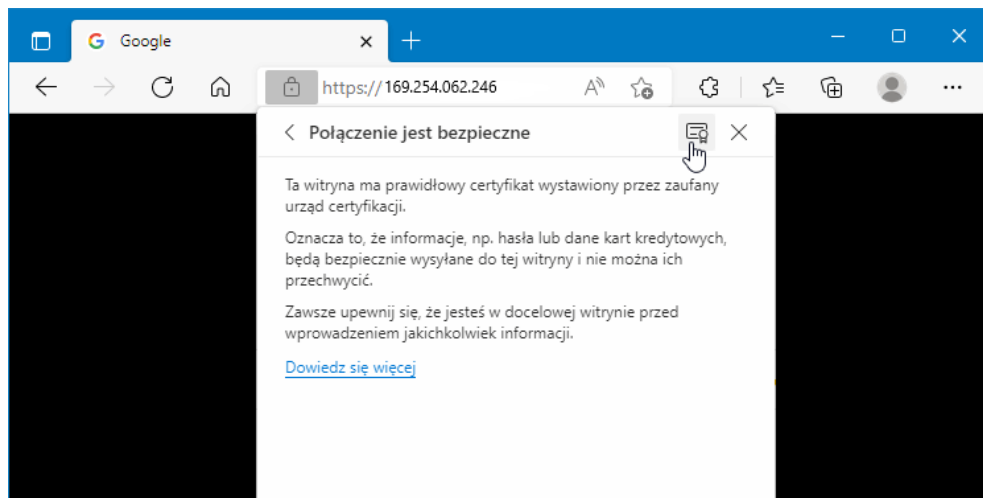 Google
https://169.254.062.246
Połączenie jest bezpieczne
Ta witryna ma prawidłowy certyfikat wystawiony przez zaufany
urząd certyfikacji.
Oznacza to, że informacje, np. hasła lub dane kart kredytowych,
będą bezpiecznie wysyłane do tej witryny i nie można ich
przechwycić.
Zawsze upewnij się, że jesteś w docelowej witrynie przed
wprowadzeniem jakichkolwiek informacji.
Dowiedz się więcej